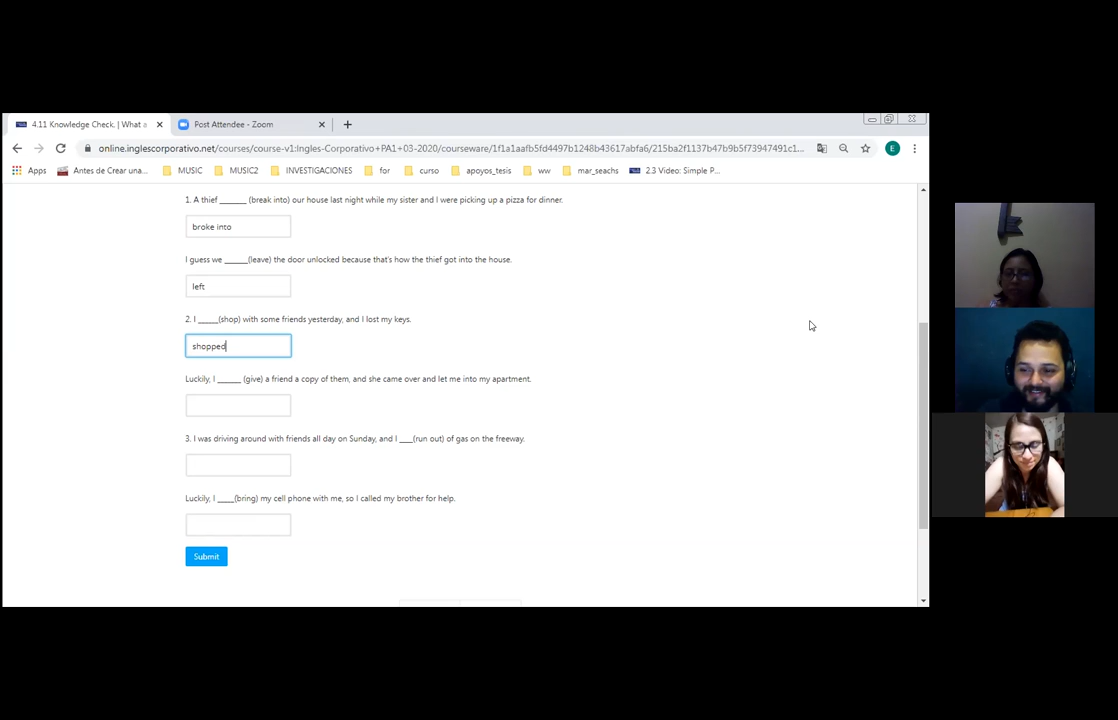 4.11 Knowledge Check. | What a
Post Attendee - Zoom
online.inglescorporativo.net/courses/course-v1:Ingles-Corporativo+PA1+03-2020/courseware/1f1a1aafb5fd4497b1248b43617abfa6/215ba2f1137b47b9b5f73947491c1...
E
Apps
Antes de Crear una...
MUSIC
MUSIC2
INVESTIGACIONES
for
curso
apoyos_tesis
ww
mar_seachs
2.3 Video: Simple P...
1. A thief ______ (break into) our house last night while my sister and I were picking up a pizza for dinner.
broke into
I guess we _____(leave) the door unlocked because that's how the thief got into the house.
left
2. I ____(shop) with some friends yesterday, and I lost my keys.
shopped
Luckily, I _____ (give) a friend a copy of them, and she came over and let me into my apartment.
3. I was driving around with friends all day on Sunday, and I ___(run out) of gas on the freeway.
Luckily, I ____(bring) my cell phone with me, so I called my brother for help.
Submit